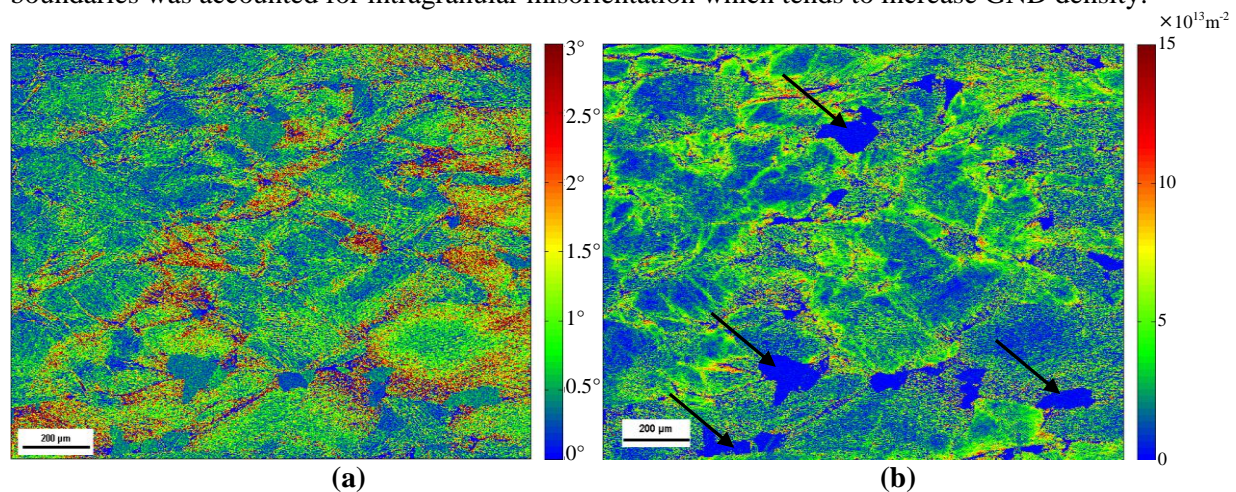 boundaries was accounted for intragranular misorientation which tends to increase GND density.
×10¹³m⁻²
3° 15
2.5°
2° 10
1.5°
1° 5
0.5°
0° 0
200 µm 200 µm
(a) (b)